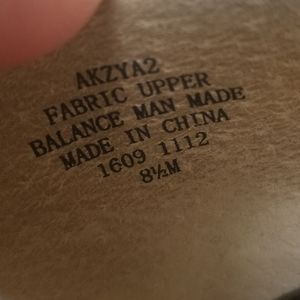 AKZYA2
FABRIC UPPER
BALANCE MAN MADE
MADE IN CHINA
1609 1112
8½M